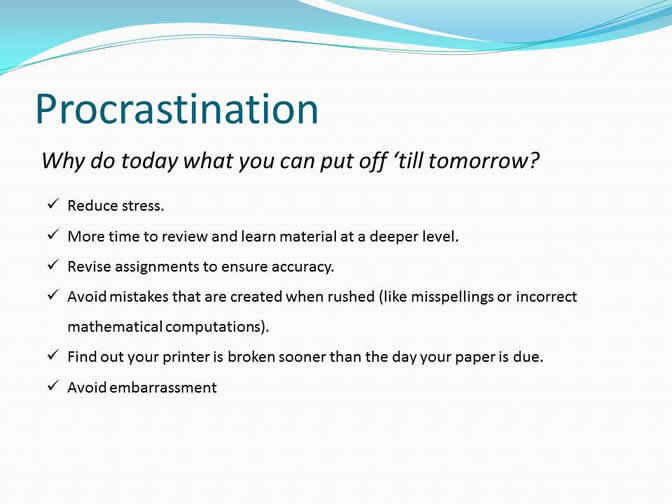 Procrastination
Why do today what you can put off ‘till tomorrow?
✓ Reduce stress.
✓ More time to review and learn material at a deeper level.
✓ Revise assignments to ensure accuracy.
✓ Avoid mistakes that are created when rushed (like misspellings or incorrect
mathematical computations).
✓ Find out your printer is broken sooner than the day your paper is due.
✓ Avoid embarrassment